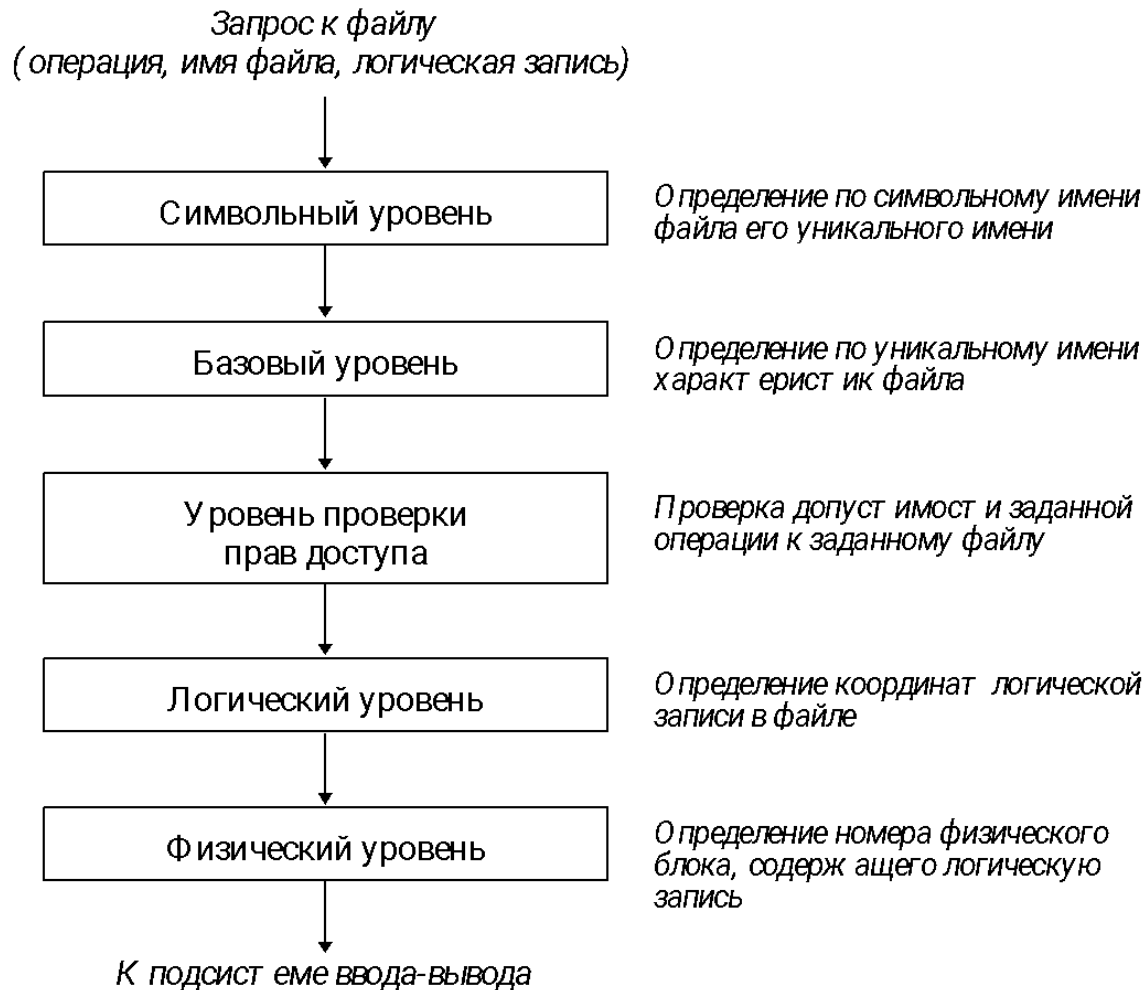 Запрос к файлу
(операция, имя файла, логическая запись)
Символьный уровень
Определение по символьному имени
файла его уникального имени
Базовый уровень
Определение по уникальному имени
характеристик файла
Уровень проверки
прав доступа
Проверка допустимости заданной
операции к заданному файлу
Логический уровень
Определение координат логической
записи в файле
Физический уровень
Определение номера физического
блока, содержащего логическую
запись
К подсистеме ввода-вывода